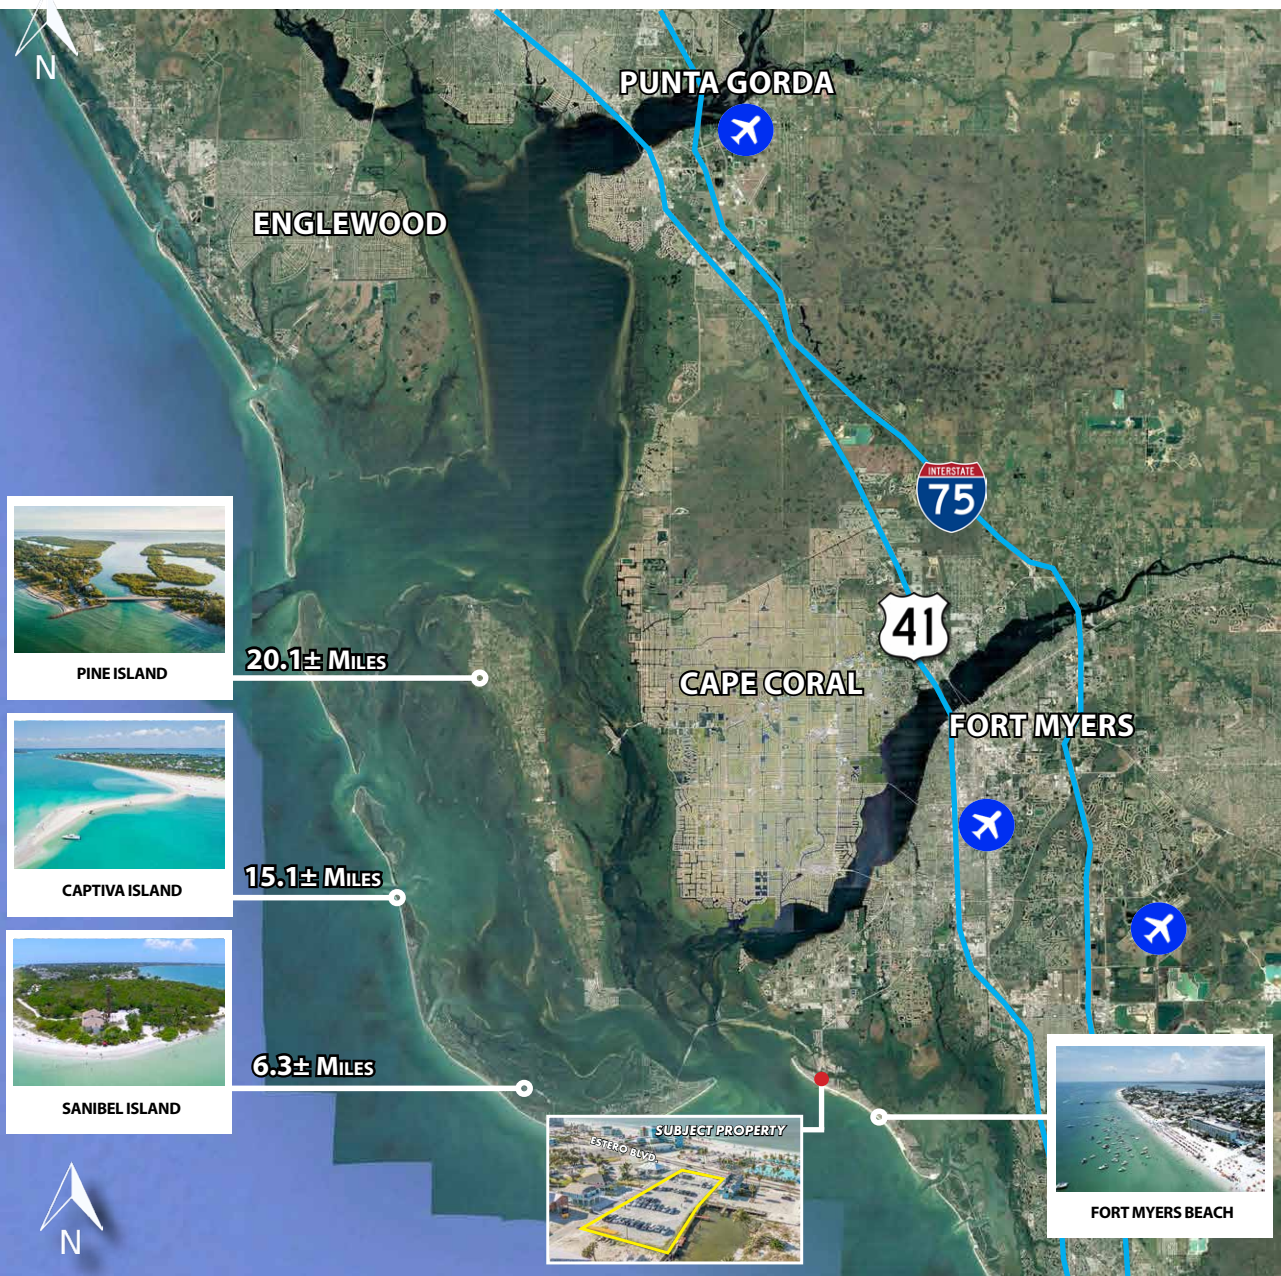 N
PUNTA GORDA
ENGLEWOOD
INTERSTATE
75
41
20.1± MILES
PINE ISLAND
CAPE CORAL
FORT MYERS
15.1± MILES
CAPTIVA ISLAND
6.3± MILES
SANIBEL ISLAND
SUBJECT PROPERTY
ESTERO BLVD.
FORT MYERS BEACH
N